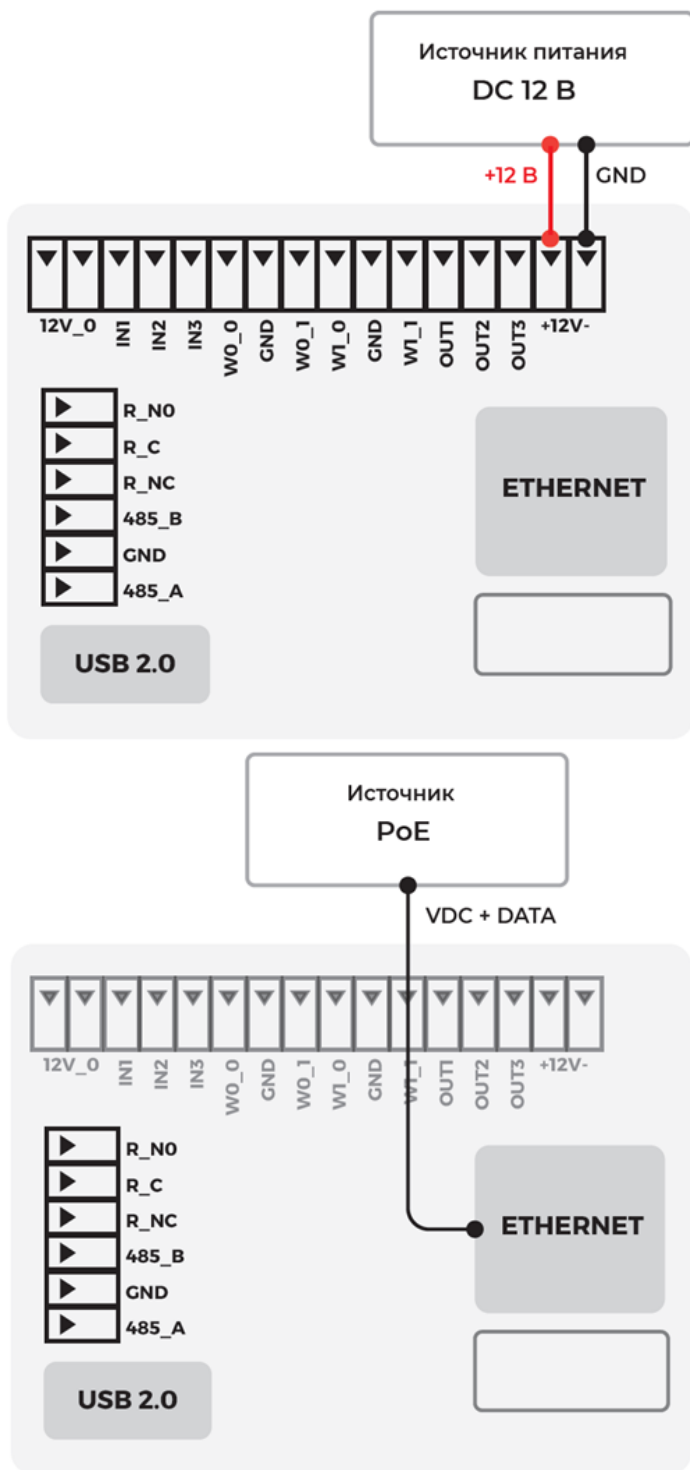 Источник питания
DC 12 В
+12 В
GND
12V_0
IN1
IN2
IN3
W0_0
GND
W0_1
W1_0
GND
W1_1
OUT1
OUT2
OUT3
+12V-
R_N0
R_C
R_NC
485_B
GND
485_A
ETHERNET
USB 2.0
Источник
PoE
VDC + DATA
12V_0
IN1
IN2
IN3
W0_0
GND
W0_1
W1_0
GND
W1_1
OUT1
OUT2
OUT3
+12V-
R_N0
R_C
R_NC
485_B
GND
485_A
ETHERNET
USB 2.0